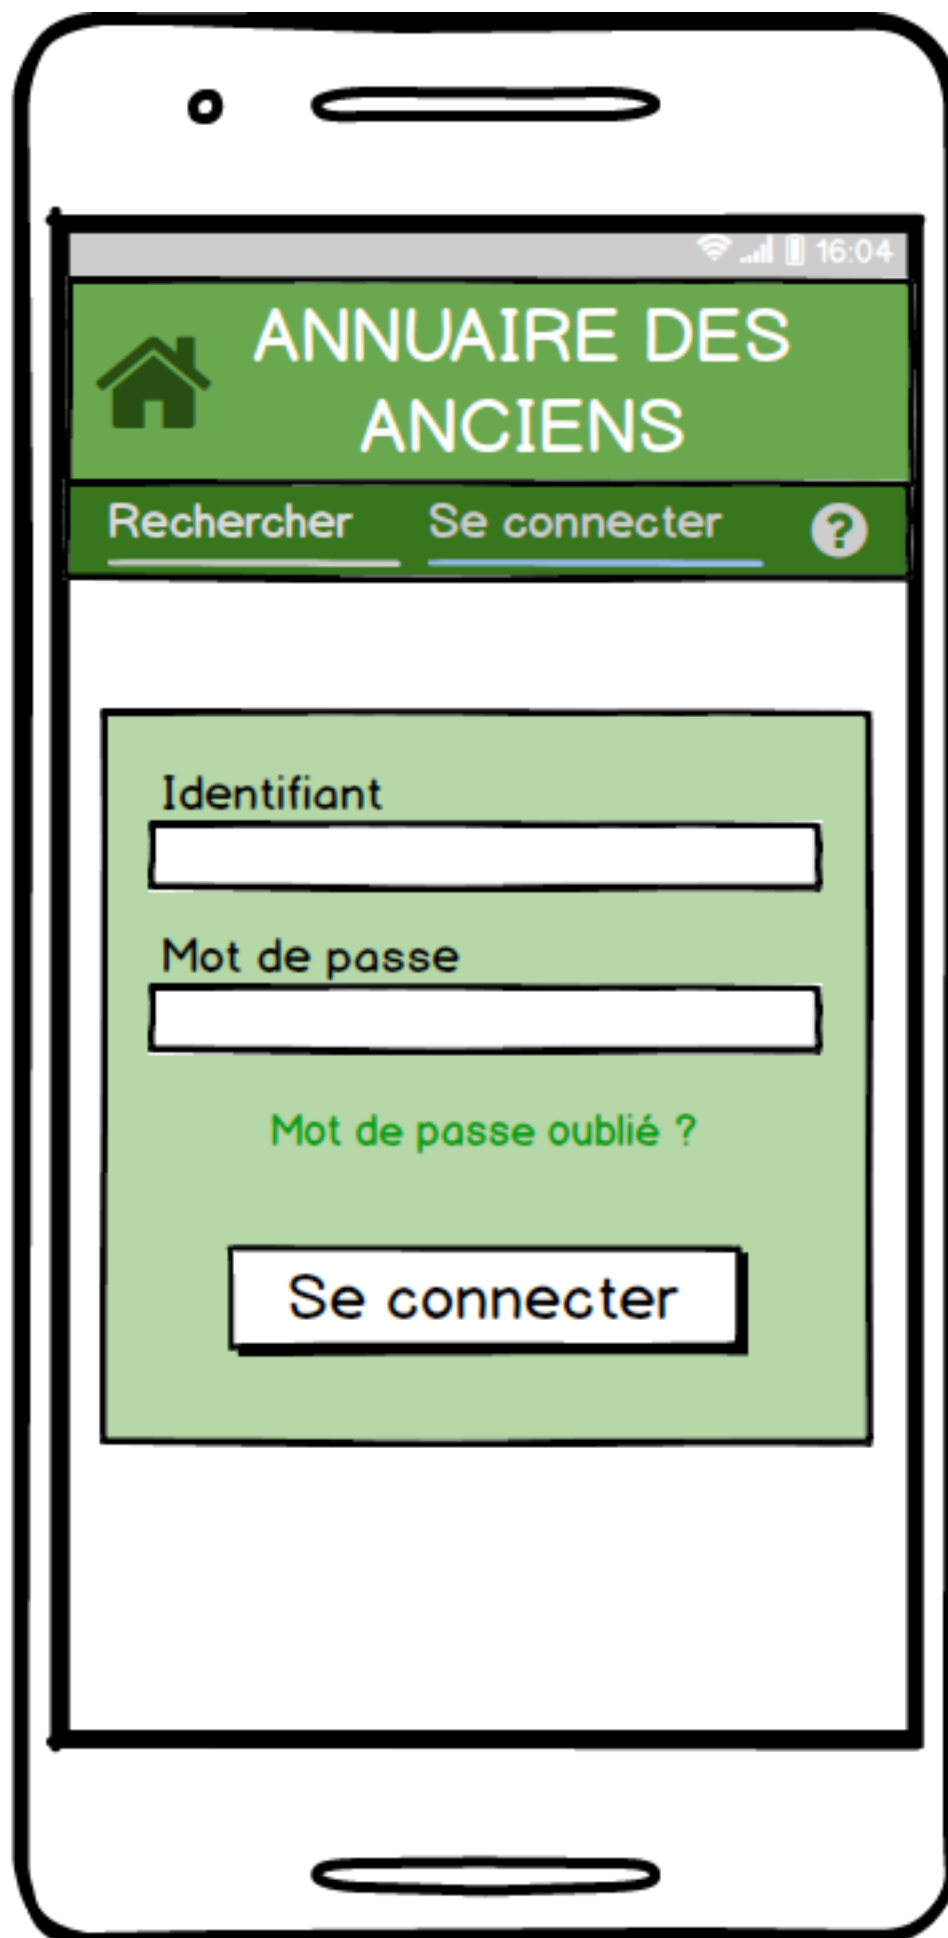 16:04
ANNUAIRE DES
ANCIENS
Rechercher Se connecter ?
Identifiant
Mot de passe
Mot de passe oublié ?
Se connecter